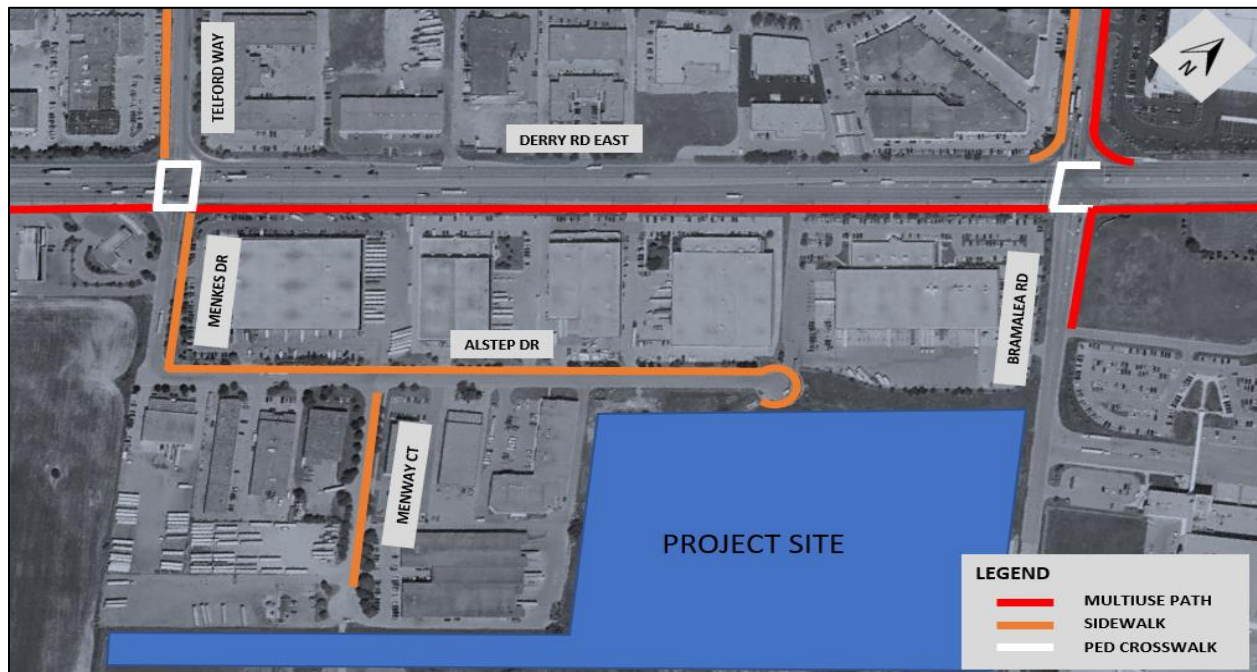 TELFORD WAY
N
DERRY RD EAST
MENKES DR
BRAMALEA RD
ALSTEP DR
MENWAY CT
PROJECT SITE
LEGEND
MULTIUSE PATH
SIDEWALK
PED CROSSWALK